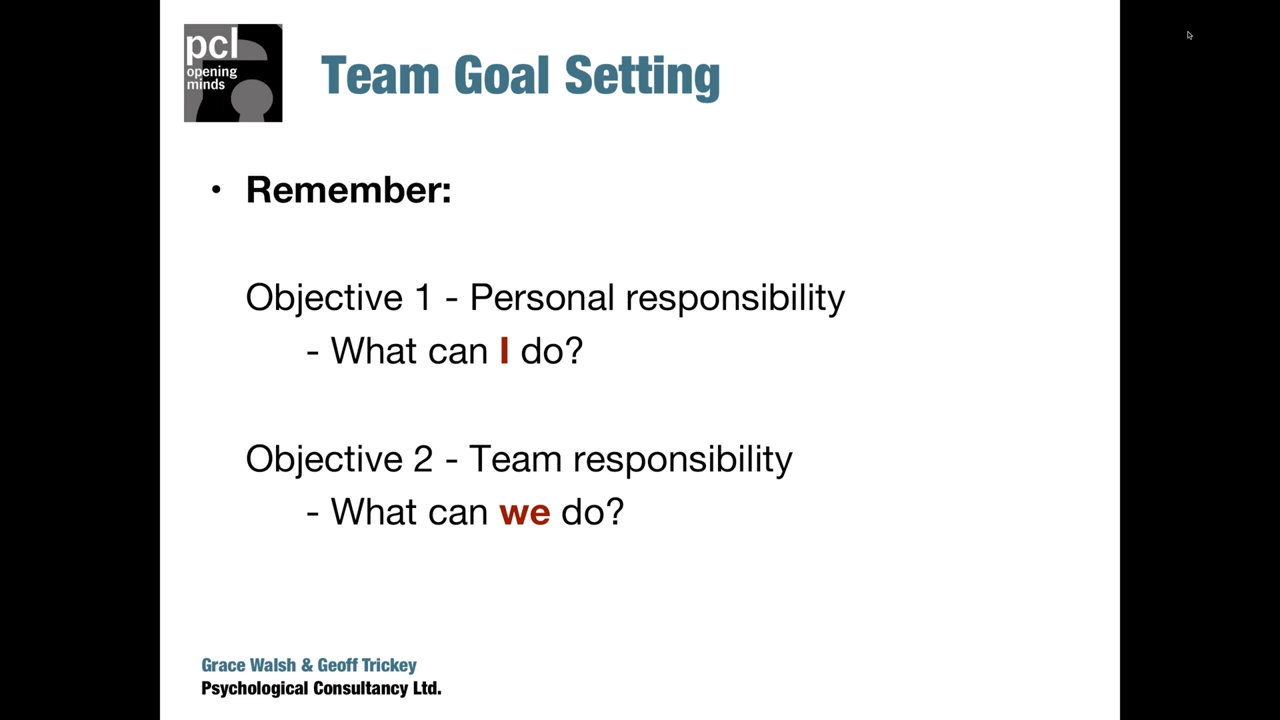 pcl
opening
minds
Team Goal Setting
• Remember:
Objective 1 - Personal responsibility
- What can I do?
Objective 2 - Team responsibility
- What can we do?
Grace Walsh & Geoff Trickey
Psychological Consultancy Ltd.